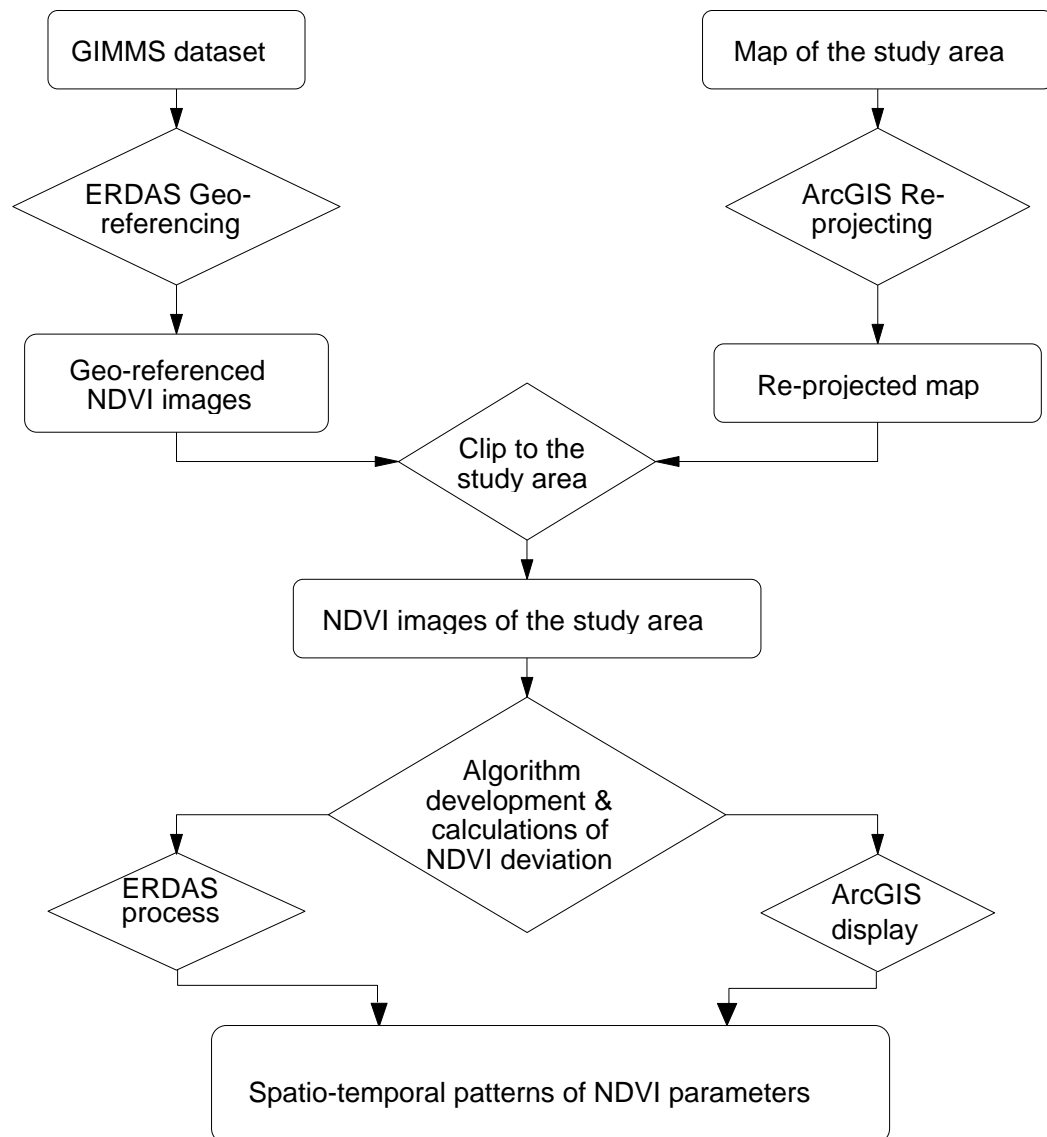 GIMMS dataset
Map of the study area
ERDAS Geo-
referencing
ArcGIS Re-
projecting
Geo-referenced
NDVI images
Re-projected map
Clip to the
study area
NDVI images of the study area
Algorithm
development &
calculations of
NDVI deviation
ERDAS
process
ArcGIS
display
Spatio-temporal patterns of NDVI parameters